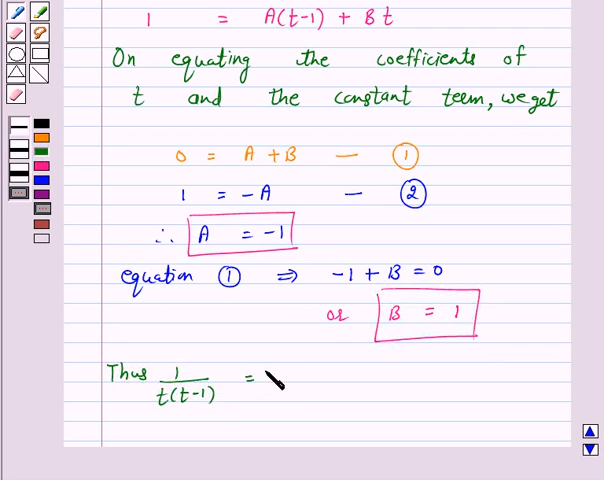 1 = A(t-1) + B t
On equating the coefficients of
t and the constant term, we get
0 = A + B — ①
1 = -A — ②
∴ A = -1
equation ① ⇒ -1 + B = 0
or B = 1
Thus 1/t(t-1) =